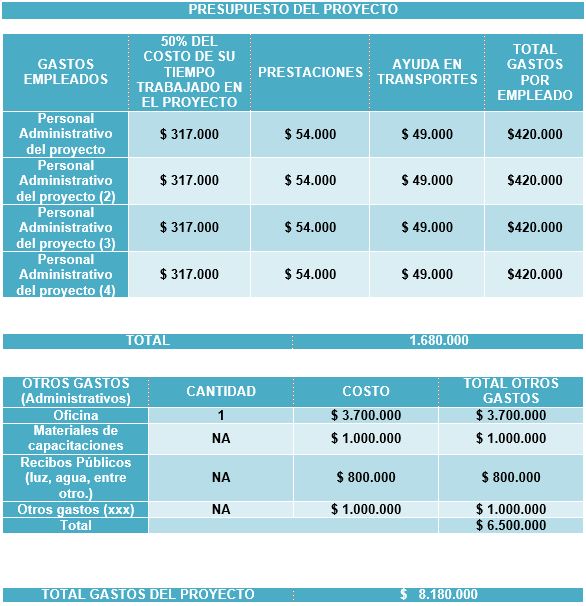 PRESUPUESTO DEL PROYECTO
GASTOS EMPLEADOS | 50% DEL COSTO DE SU TIEMPO TRABAJADO EN EL PROYECTO | PRESTACIONES | AYUDA EN TRANSPORTES | TOTAL GASTOS POR EMPLEADO
Personal Administrativo del proyecto | $ 317.000 | $ 54.000 | $ 49.000 | $420.000
Personal Administrativo del proyecto (2) | $ 317.000 | $ 54.000 | $ 49.000 | $420.000
Personal Administrativo del proyecto (3) | $ 317.000 | $ 54.000 | $ 49.000 | $420.000
Personal Administrativo del proyecto (4) | $ 317.000 | $ 54.000 | $ 49.000 | $420.000
TOTAL | 1.680.000
OTROS GASTOS (Administrativos) | CANTIDAD | COSTO | TOTAL OTROS GASTOS
Oficina | 1 | $ 3.700.000 | $ 3.700.000
Materiales de capacitaciones | NA | $ 1.000.000 | $ 1.000.000
Recibos Públicos (luz, agua, entre otro.) | NA | $ 800.000 | $ 800.000
Otros gastos (xxx) | NA | $ 1.000.000 | $ 1.000.000
Total | $ 6.500.000
TOTAL GASTOS DEL PROYECTO | $ 8.180.000